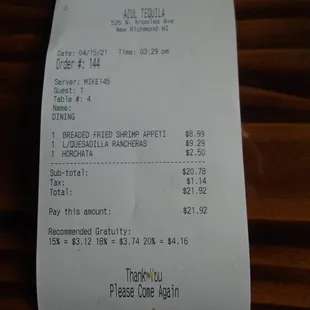 AZUL TEQUILA
526 N. Knowles Ave
New Richmond WI
Date: 04/15/21 Time: 03:29 pm
Order #: 144
Server: MIKE145
Guest: 1
Table #: 4
Name:
DINING
1 BREADED FRIED SHRIMP APPETI $8.99
1 L/QUESADILLA RANCHERAS $9.29
1 HORCHATA $2.50
Sub-total: $20.78
Tax: $1.14
Total: $21.92
Pay this amount: $21.92
Recommended Gratuity:
15% = $3.12 18% = $3.74 20% = $4.16
Thank You
Please Come Again